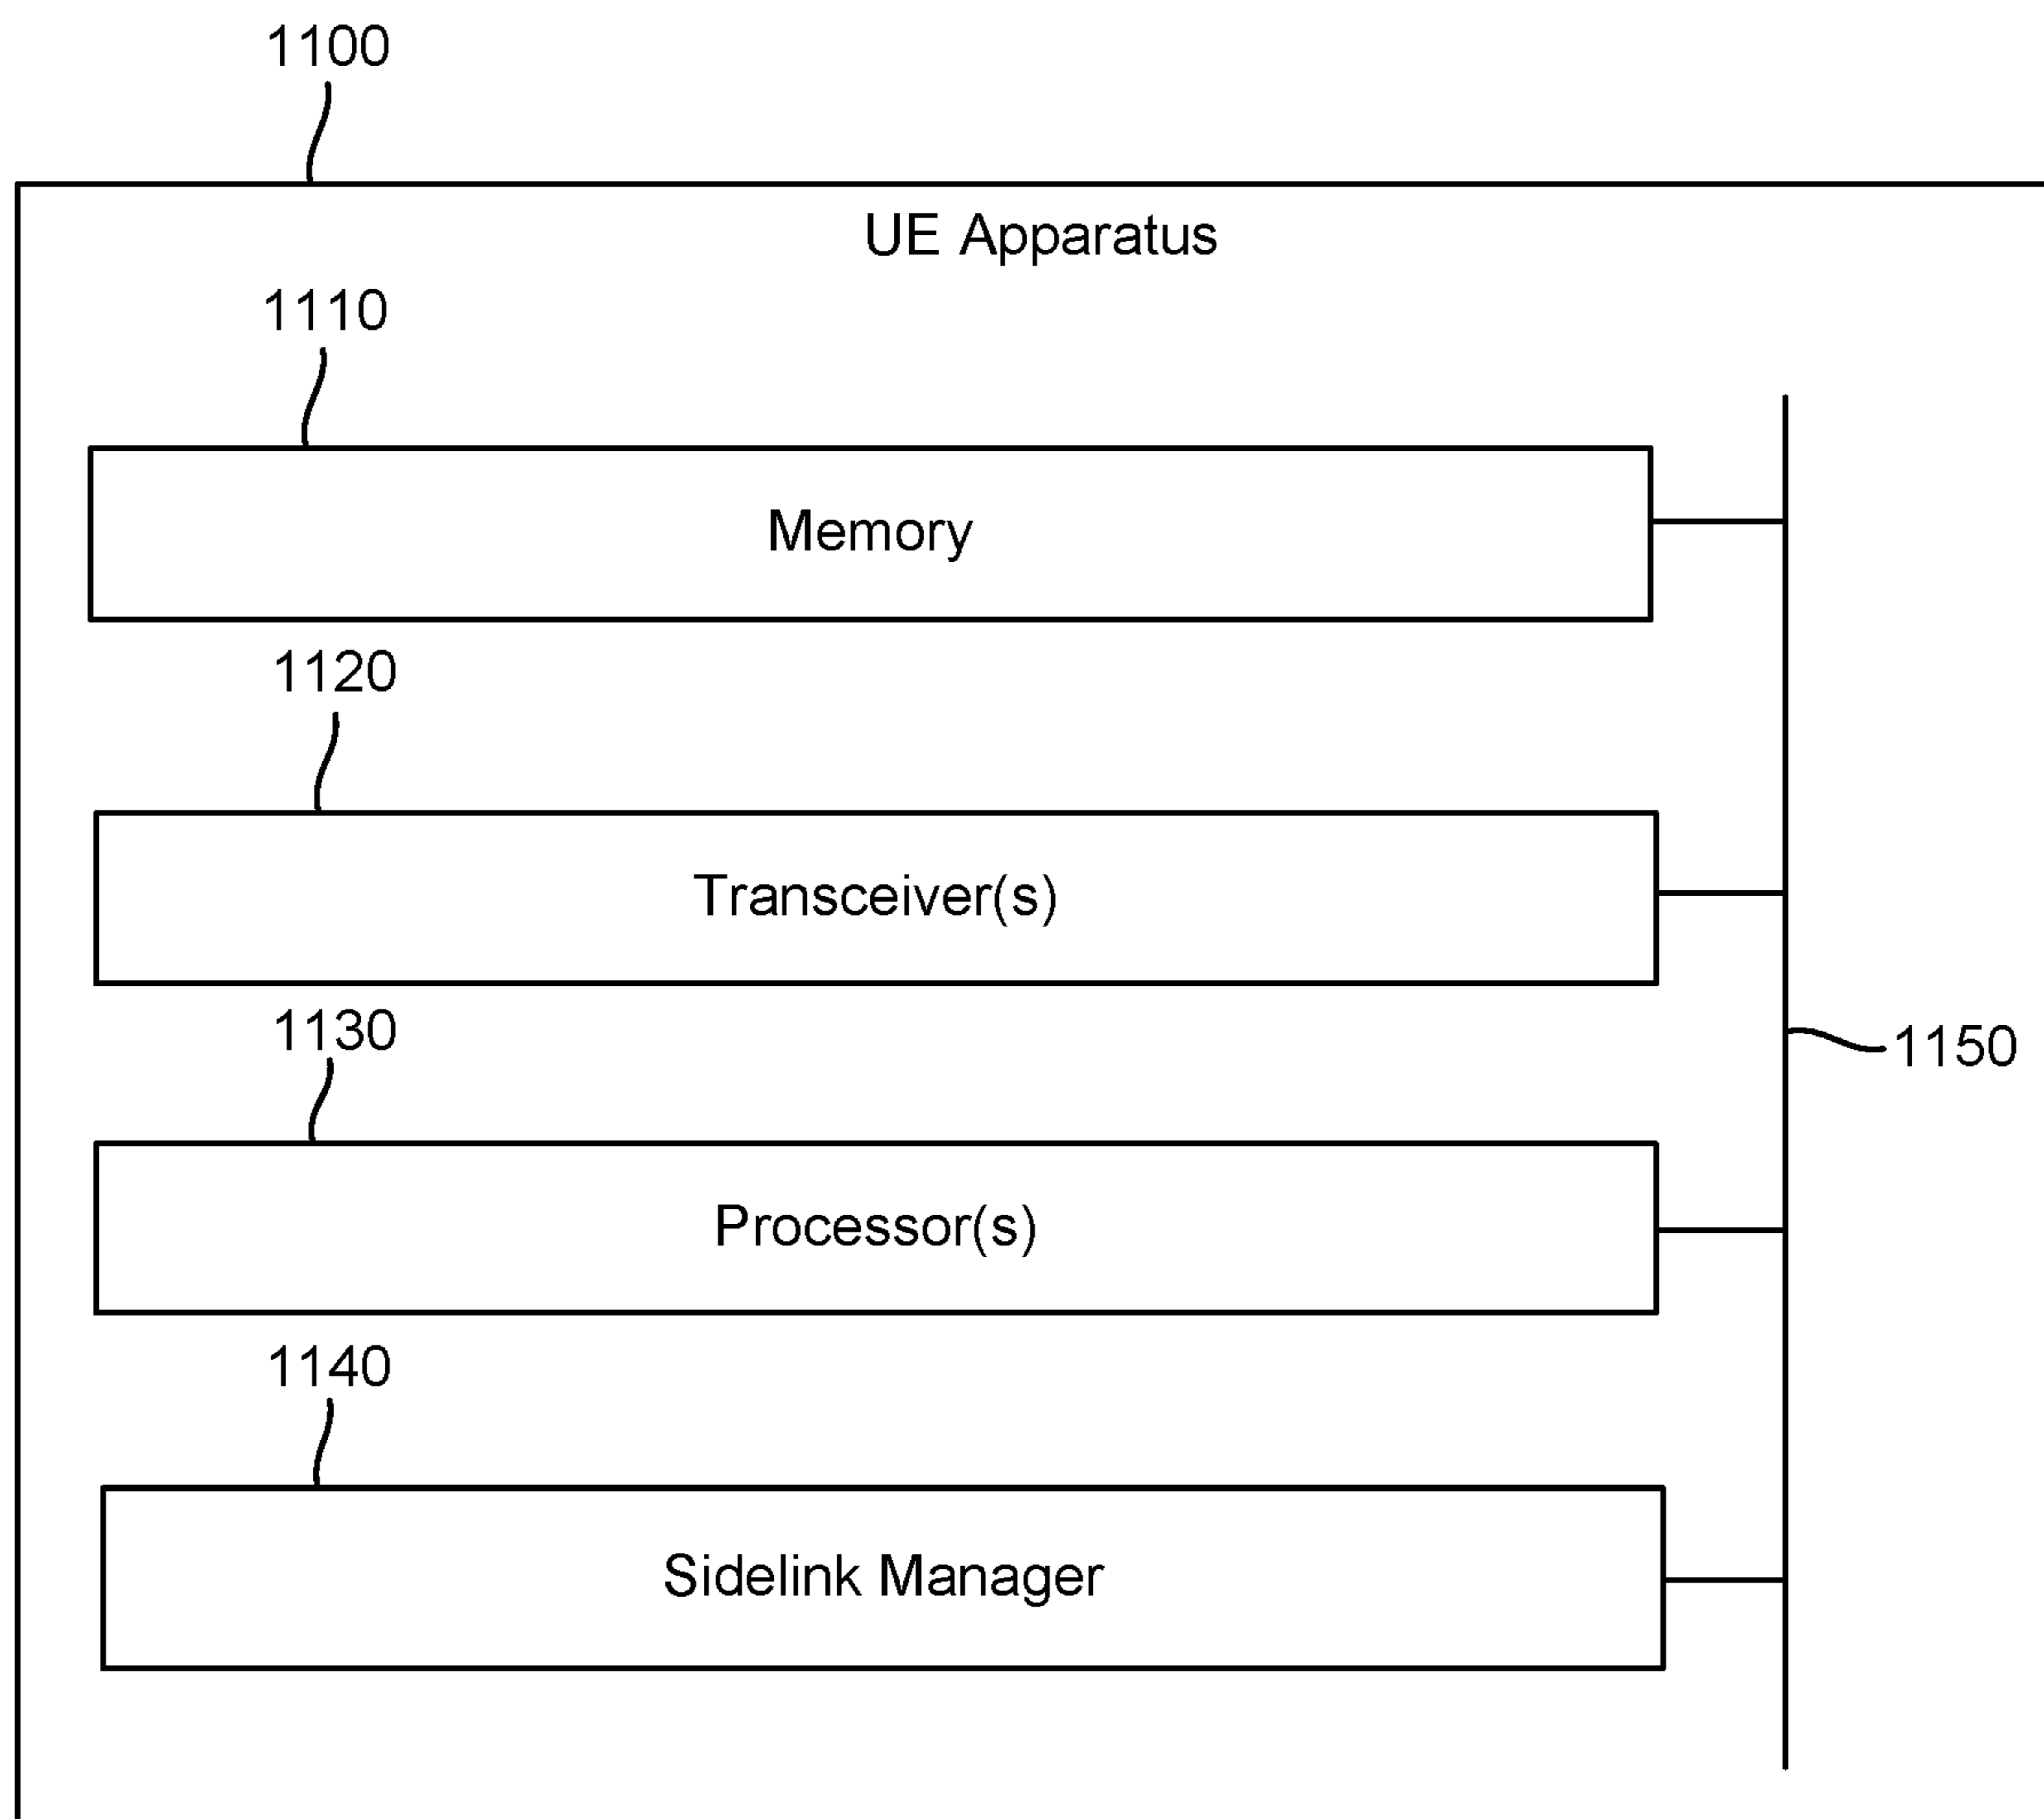 1100
UE Apparatus
1110
Memory
1120
Transceiver(s)
1130
1150
Processor(s)
1140
Sidelink Manager